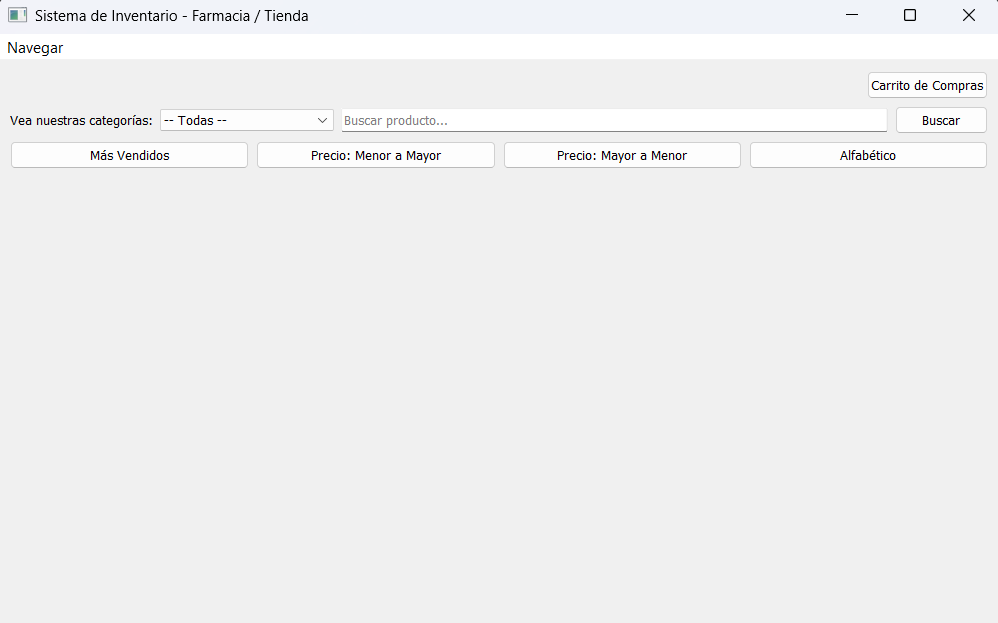 Sistema de Inventario - Farmacia / Tienda
Navegar
Carrito de Compras
Vea nuestras categorías: -- Todas -- Buscar producto... Buscar
Más Vendidos Precio: Menor a Mayor Precio: Mayor a Menor Alfabético